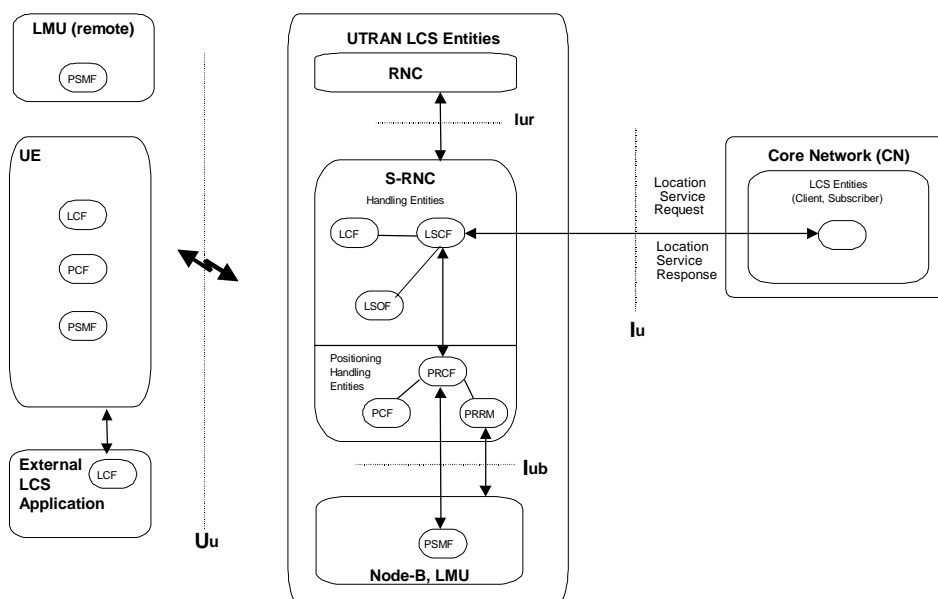 LMU (remote)
PSMF
UE
LCF
PCF
PSMF
External
LCS
Application
LCF
Uu
UTRAN LCS Entities
RNC
Iur
S-RNC
Handling Entities
LCF
LSCF
LSOF
Positioning
Handling
Entities
PRCF
PCF
PRRM
Iub
PSMF
Node-B, LMU
Location
Service
Request
Location
Service
Response
Iu
Core Network (CN)
LCS Entities
(Client, Subscriber)